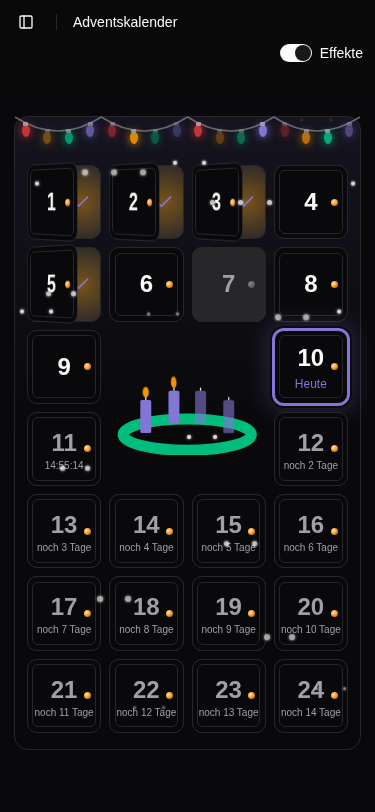 Adventskalender
Effekte
1 2 3 4
5 6 7 8
9 10
Heute
11 12
14:55:14 noch 2 Tage
13 14 15 16
noch 3 Tage noch 4 Tage noch 5 Tage noch 6 Tage
17 18 19 20
noch 7 Tage noch 8 Tage noch 9 Tage noch 10 Tage
21 22 23 24
noch 11 Tage noch 12 Tage noch 13 Tage noch 14 Tage